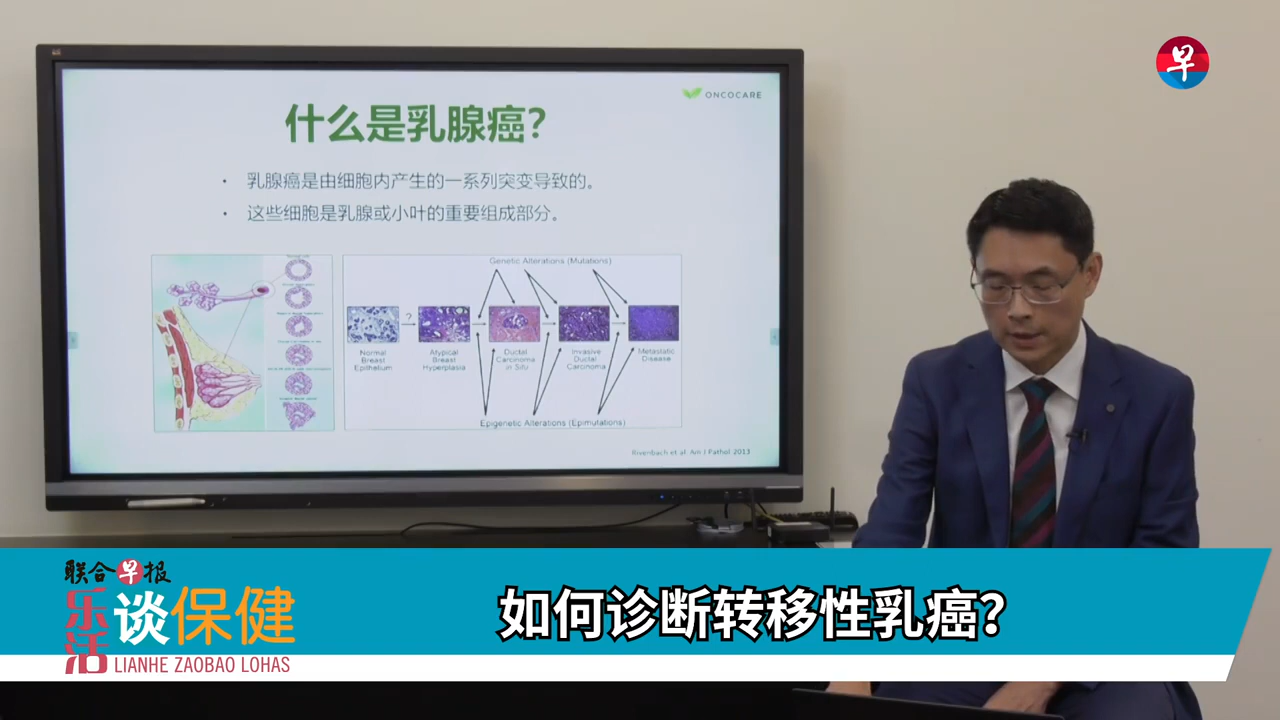 早
ONCOCARE
什么是乳腺癌?
• 乳腺癌是由细胞内产生的一系列突变导致的。
• 这些细胞是乳腺或小叶的重要组成部分。
Genetic Alterations (Mutations)
?
Normal
Breast
Epithelium
Atypical
Breast
Hyperplasia
Ductal
Carcinoma
in Situ
Invasive
Ductal
Carcinoma
Metastatic
Disease
Epigenetic Alterations (Epimutations)
Rivenbach et al. Am J Pathol 2013
联合早报
乐活谈保健
LIANHE ZAOBAO LOHAS
如何诊断转移性乳癌?